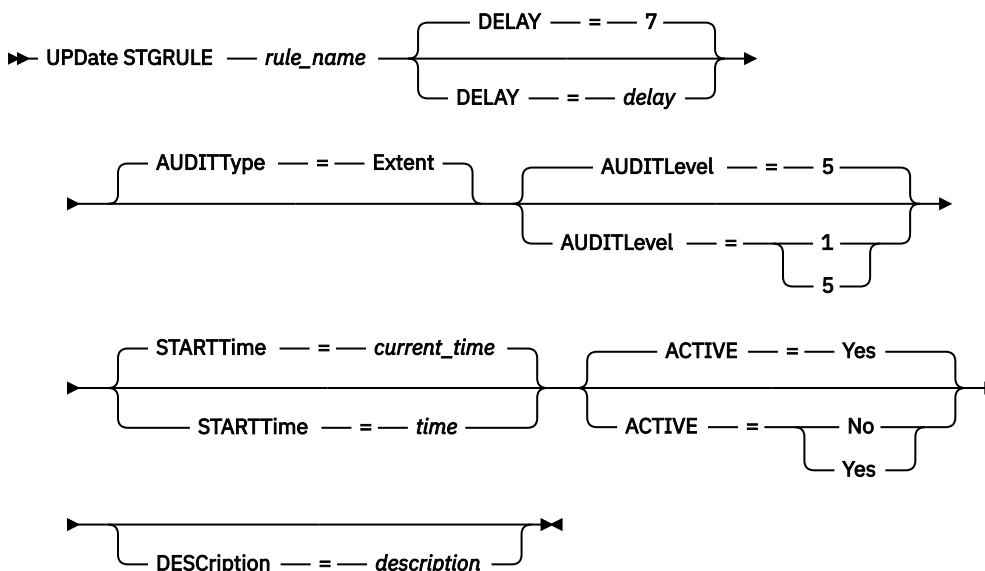 DELAY = 7
UPDate STGRULE rule_name
DELAY = delay
AUDITType = Extent
AUDITLevel = 5
AUDITLevel = 1
5
STARTTime = current_time
STARTTime = time
ACTIVE = Yes
ACTIVE = No
Yes
DESCription = description